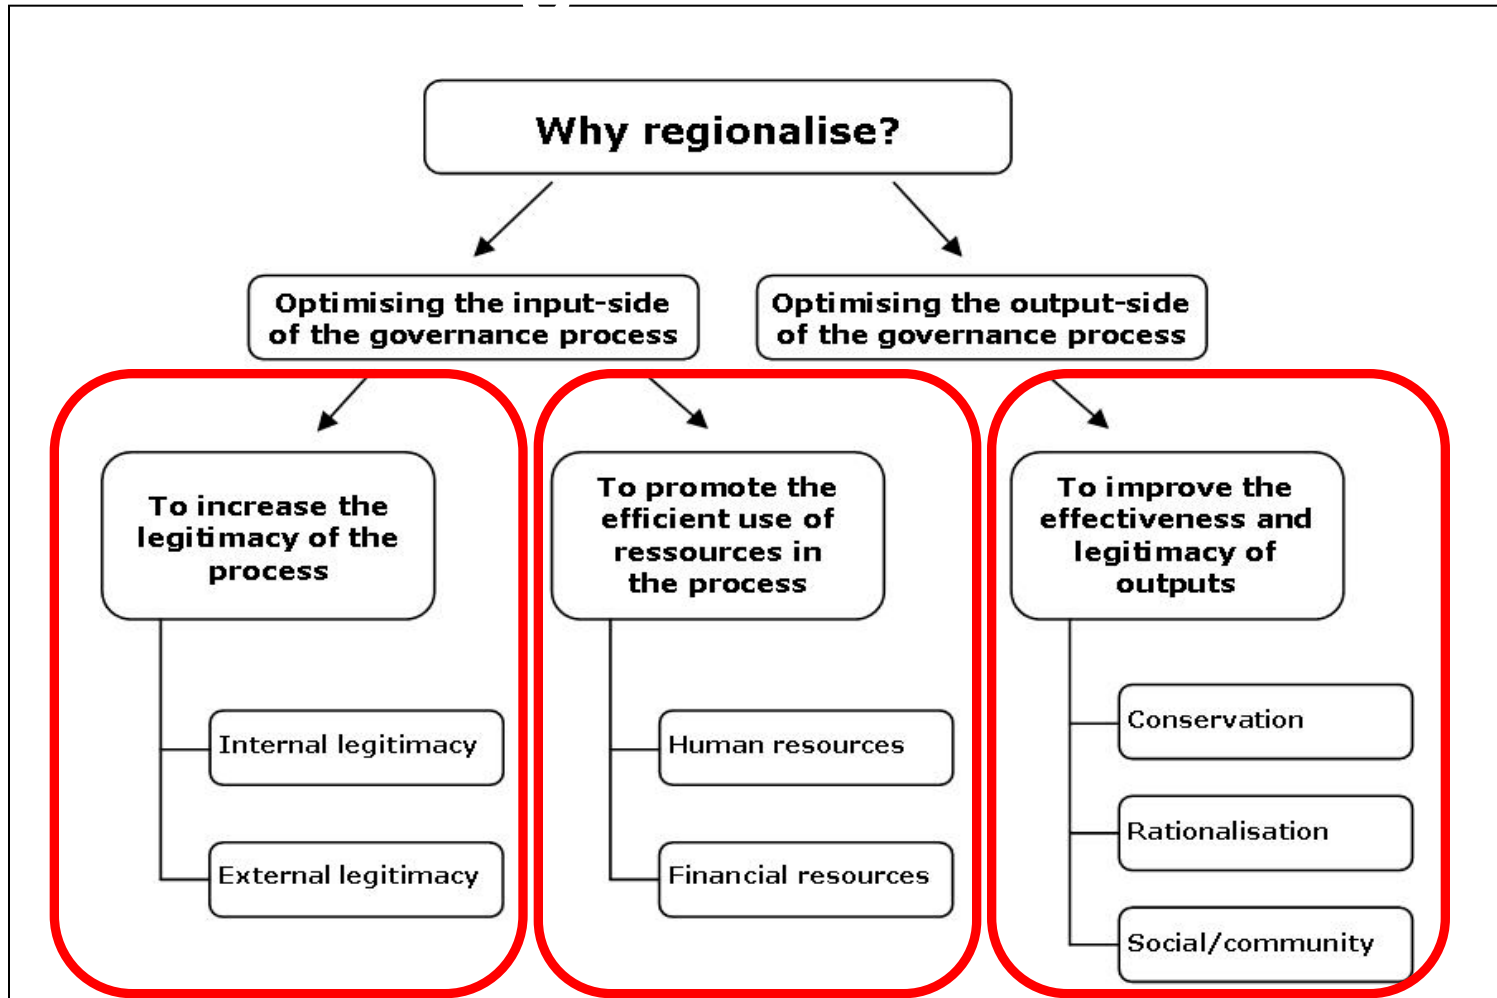 Why regionalise?
Optimising the input-side
of the governance process
Optimising the output-side
of the governance process
To increase the
legitimacy of the
process
To promote the
efficient use of
ressources in
the process
To improve the
effectiveness and
legitimacy of
outputs
Internal legitimacy
External legitimacy
Human resources
Financial resources
Conservation
Rationalisation
Social/community